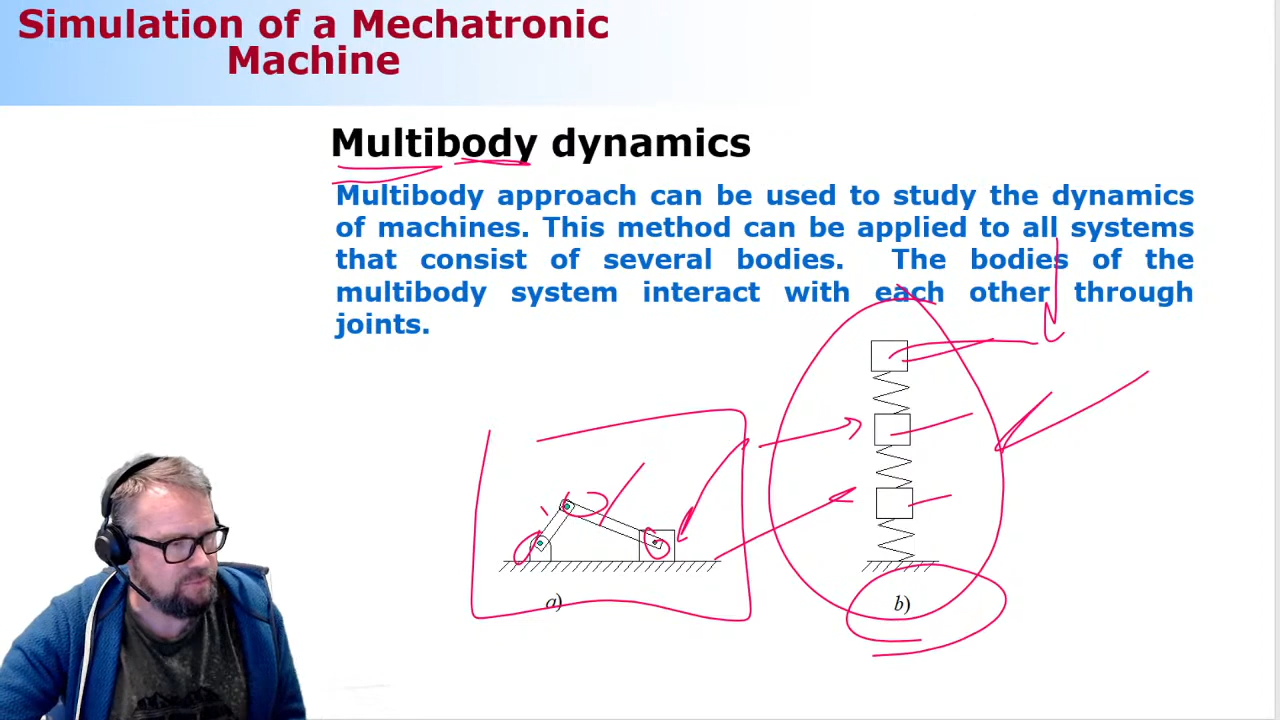 Simulation of a Mechatronic
Machine
Multibody dynamics
Multibody approach can be used to study the dynamics
of machines. This method can be applied to all systems
that consist of several bodies. The bodies of the
multibody system interact with each other through
joints.
a)
b)